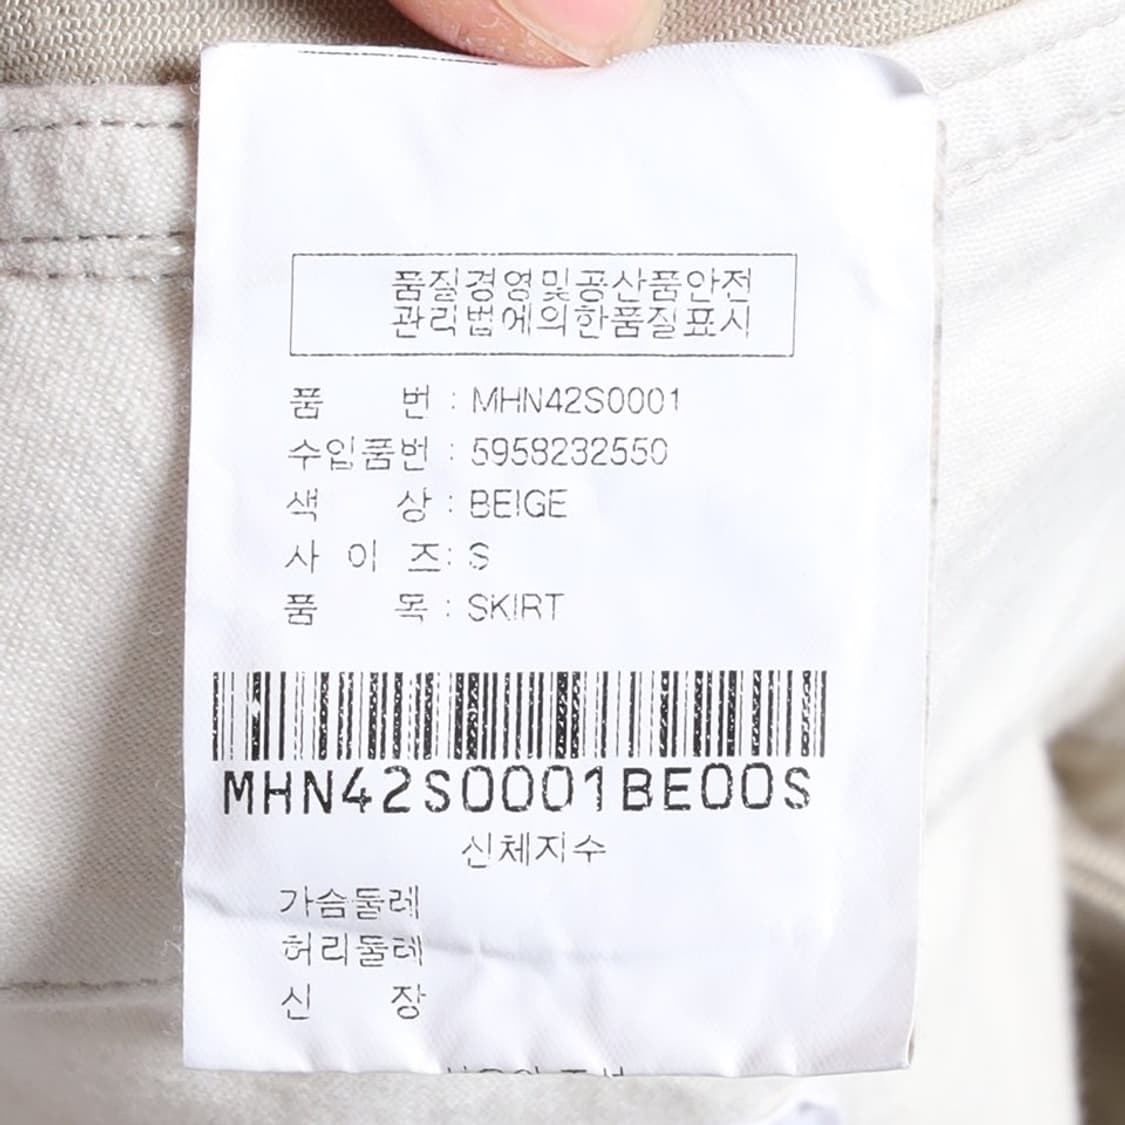 품질경영및공산품안전
관리법에의한품질표시
품 번 : MHN42S0001
수입품번 : 5958232550
색 상 : BEIGE
사 이 즈: S
품 목 : SKIRT
MHN42S0001BE00S
신체지수
가슴둘레
허리둘레
신 장